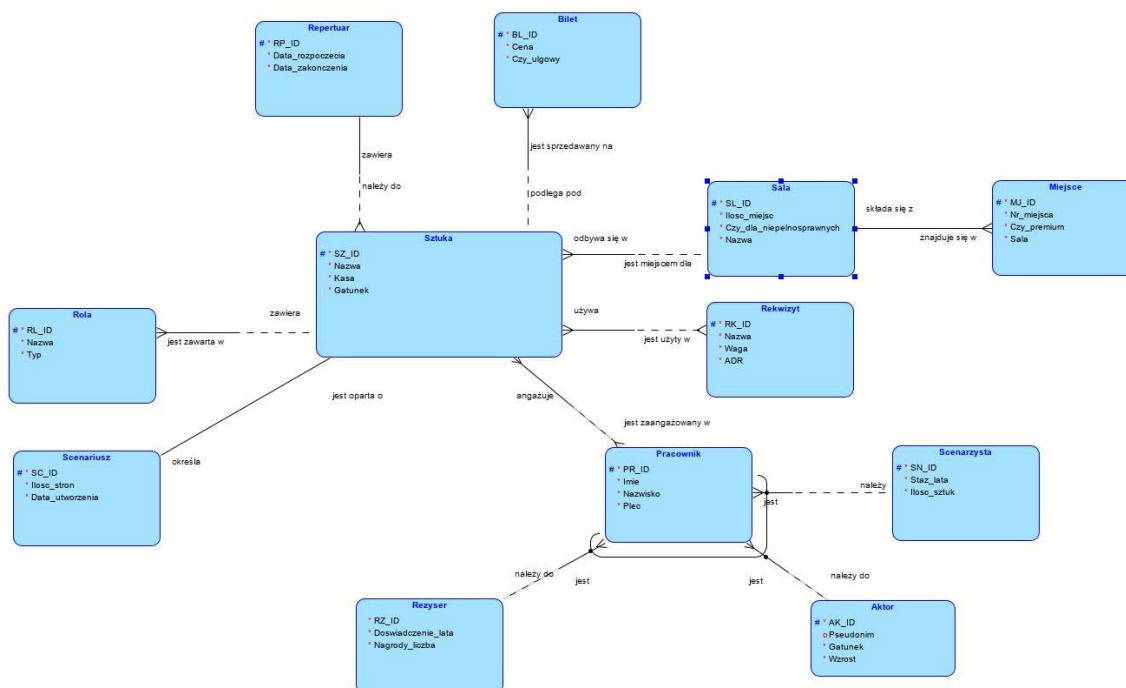 Repertuar
# * RP_ID
* Data_rozpoczecia
* Data_zakonczenia
Bilet
# * BL_ID
* Cena
* Czy_ulgowy
zawiera
należy do
jest sprzedawany na
podlega pod
Sala
# * SL_ID
* Ilosc_miejsc
* Czy_dla_niepelnosprawnych
* Nazwa
składa się z
znajduje się w
Miejsce
# * MJ_ID
* Nr_miejsca
* Czy_premium
* Sala
Sztuka
# * SZ_ID
* Nazwa
* Kasa
* Gatunek
odbywa się w
jest miejscem dla
Rola
# * RL_ID
* Nazwa
* Typ
zawiera
jest zawarta w
używa
jest użyty w
Rekwizyt
# * RK_ID
* Nazwa
* Waga
* ADR
jest oparta o
określa
angażuje
jest zaangażowany w
Scenariusz
# * SC_ID
* Ilosc_stron
* Data_utworzenia
Pracownik
# * PR_ID
* Imie
* Nazwisko
* Plec
należy
jest
Scenarzysta
# * SN_ID
* Staz_lata
* Ilosc_sztuk
należy do
jest
jest
należy do
Rezyser
* RZ_ID
* Doswiadczenie_lata
* Nagrody_liczba
Aktor
# * AK_ID
o Pseudonim
* Gatunek
* Wzrost